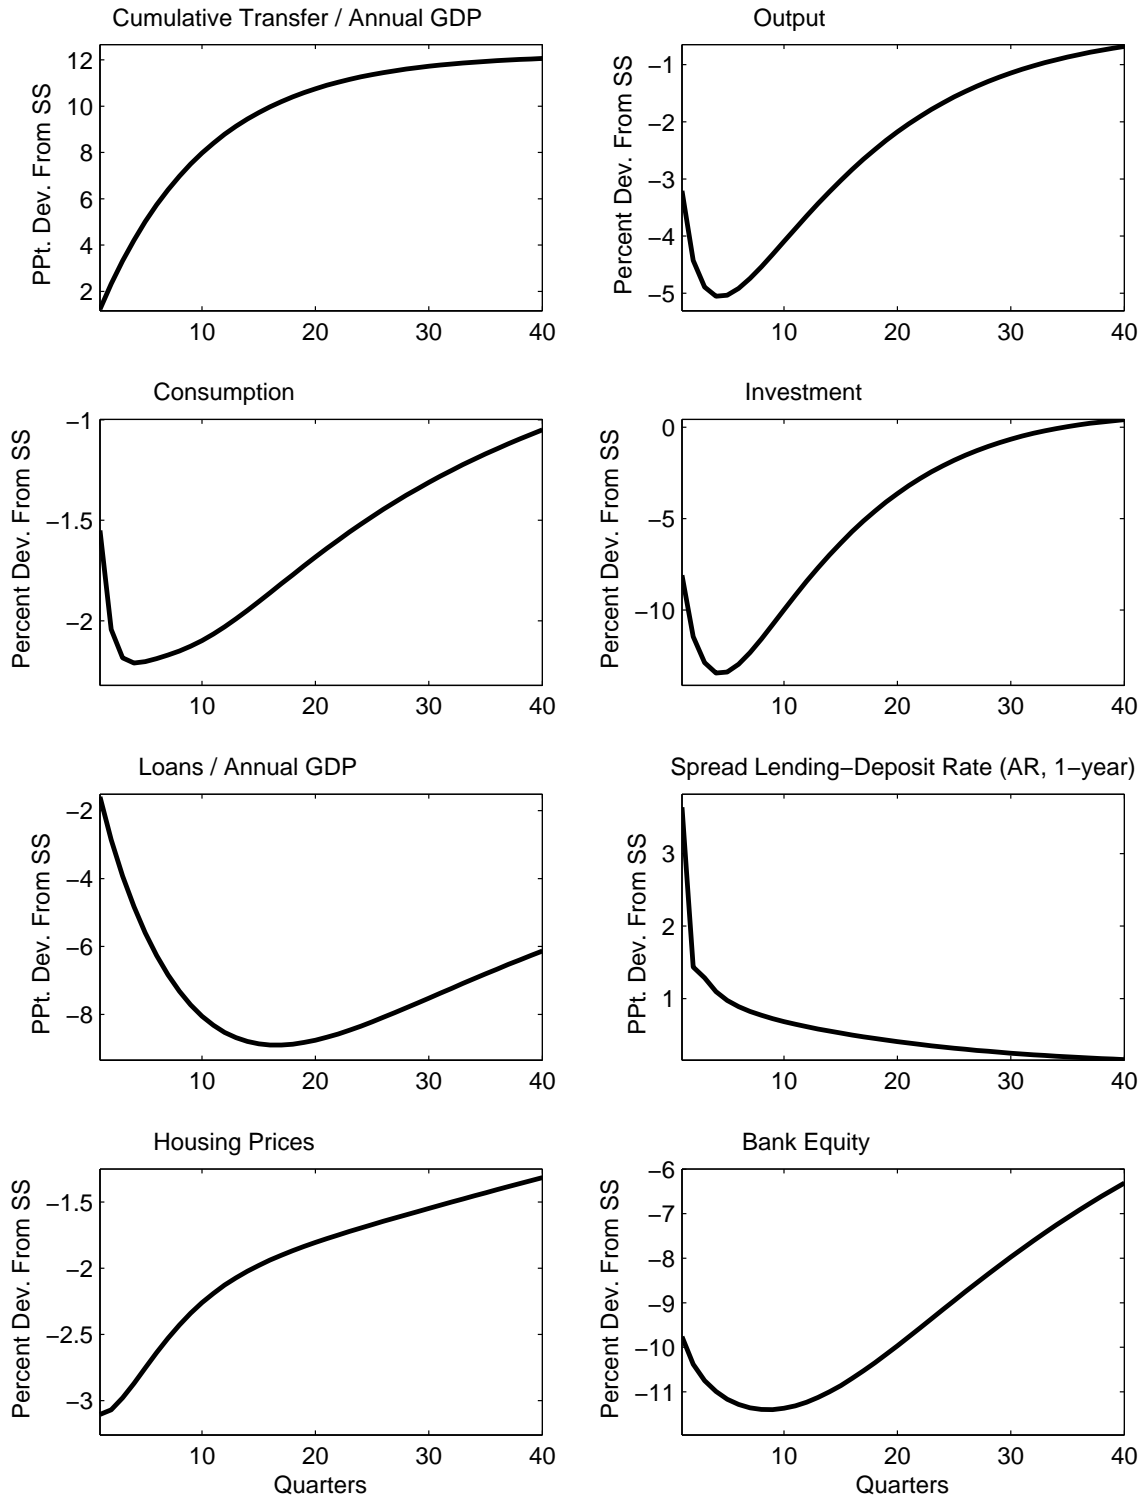 Cumulative Transfer / Annual GDP
PPt. Dev. From SS
12
10
8
6
4
2
10 20 30 40
Output
Percent Dev. From SS
−1
−2
−3
−4
−5
10 20 30 40
Consumption
Percent Dev. From SS
−1
−1.5
−2
10 20 30 40
Investment
Percent Dev. From SS
0
−5
−10
10 20 30 40
Loans / Annual GDP
PPt. Dev. From SS
−2
−4
−6
−8
10 20 30 40
Spread Lending−Deposit Rate (AR, 1−year)
PPt. Dev. From SS
3
2
1
10 20 30 40
Housing Prices
Percent Dev. From SS
−1.5
−2
−2.5
−3
10 20 30 40
Quarters
Bank Equity
Percent Dev. From SS
−6
−7
−8
−9
−10
−11
10 20 30 40
Quarters